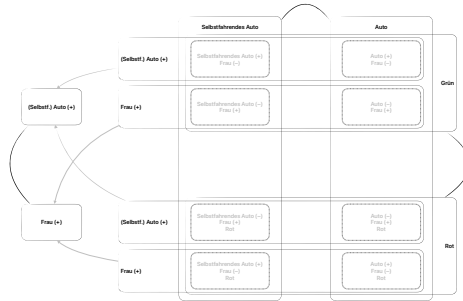 Selbstfahrendes Auto
Auto
(Selbstf.) Auto (+)
Selbstfahrendes Auto (+)
Frau (–)
Auto (+)
Frau (–)
Grün
(Selbstf.) Auto (+)
Frau (+)
Selbstfahrendes Auto (–)
Frau (+)
Auto (–)
Frau (+)
Frau (+)
(Selbstf.) Auto (+)
Selbstfahrendes Auto (–)
Frau (+)
Rot
Auto (–)
Frau (+)
Rot
Rot
Frau (+)
Selbstfahrendes Auto (+)
Frau (–)
Rot
Auto (+)
Frau (–)
Rot